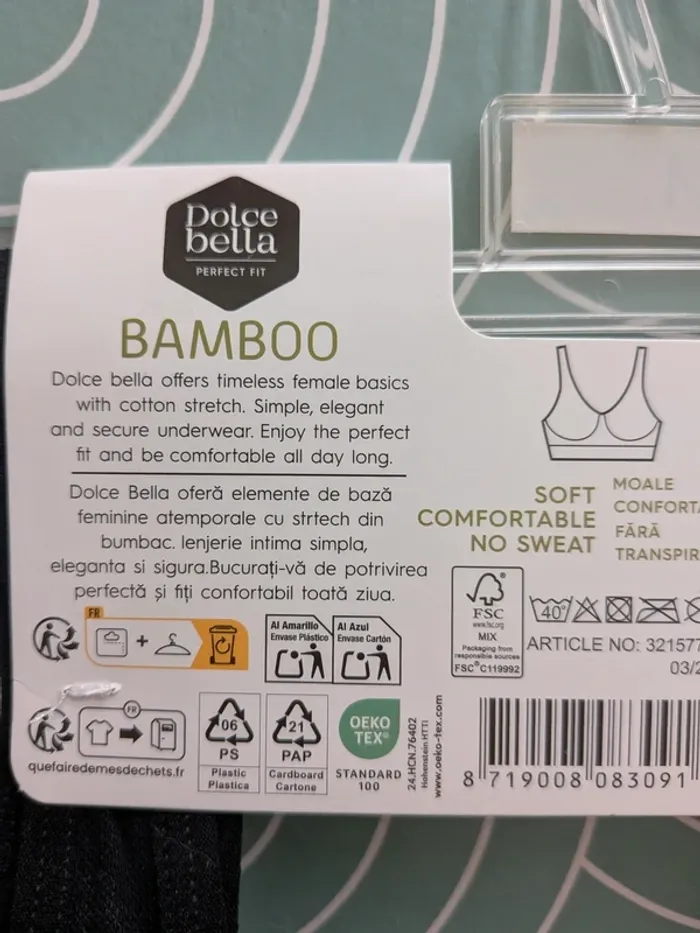 Dolce
bella
PERFECT FIT
BAMBOO
Dolce bella offers timeless female basics
with cotton stretch. Simple, elegant
and secure underwear. Enjoy the perfect
fit and be comfortable all day long.
Dolce Bella oferă elemente de bază
feminine atemporale cu strtech din
bumbac. lenjerie intima simpla,
eleganta si sigura.Bucurați-vă de potrivirea
perfectă și fiți confortabil toată ziua.
SOFT
COMFORTABLE
NO SWEAT
MOALE
CONFORTA
FĂRĂ
TRANSPIR
FR
+
Al Amarillo
Envase Plástico
Al Azul
Envase Cartón
FSC
www.fsc.org
MIX
Packaging from
responsible sources
FSC® C119992
40°
ARTICLE NO: 321577
03/2
FR
quefairedemesdechets.fr
06
PS
Plastic
Plastica
21
PAP
Cardboard
Cartone
OEKO
TEX®
STANDARD
100
24.HCN.76402
Hohenstein HTTI
www.oeko-tex.com
8 719008 083091